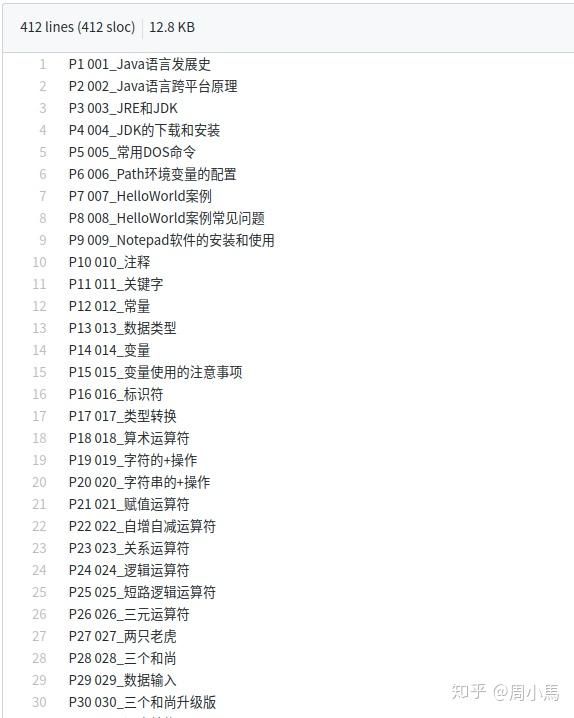 412 lines (412 sloc) 12.8 KB
1 P1 001_Java语言发展史
2 P2 002_Java语言跨平台原理
3 P3 003_JRE和JDK
4 P4 004_JDK的下载和安装
5 P5 005_常用DOS命令
6 P6 006_Path环境变量的配置
7 P7 007_HelloWorld案例
8 P8 008_HelloWorld案例常见问题
9 P9 009_Notepad软件的安装和使用
10 P10 010_注释
11 P11 011_关键字
12 P12 012_常量
13 P13 013_数据类型
14 P14 014_变量
15 P15 015_变量使用的注意事项
16 P16 016_标识符
17 P17 017_类型转换
18 P18 018_算术运算符
19 P19 019_字符的+操作
20 P20 020_字符串的+操作
21 P21 021_赋值运算符
22 P22 022_自增自减运算符
23 P23 023_关系运算符
24 P24 024_逻辑运算符
25 P25 025_短路逻辑运算符
26 P26 026_三元运算符
27 P27 027_两只老虎
28 P28 028_三个和尚
29 P29 029_数据输入
30 P30 030_三个和尚升级版
知乎 @周小馬